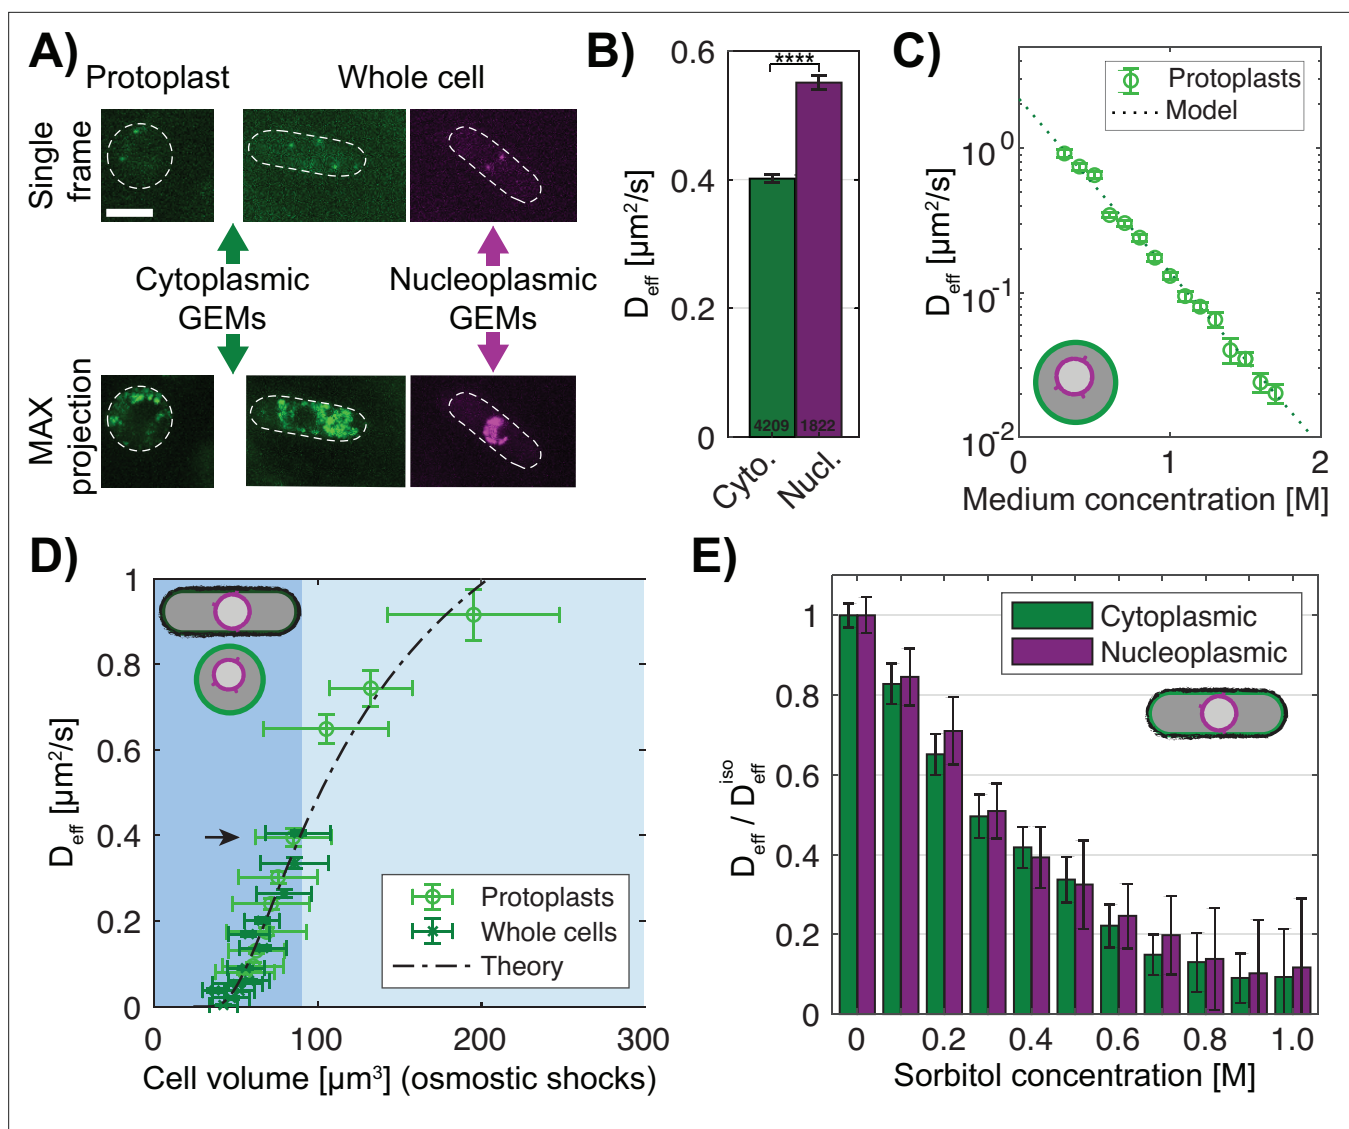 A)
Protoplast
Whole cell
Single
frame
Cytoplasmic
GEMs
Nucleoplasmic
GEMs
MAX
projection
B)
0.6
****
0.4
0.2
0
D_eff [μm²/s]
4209
1822
Cyto.
Nucl.
C)
Protoplasts
Model
10⁰
10⁻¹
10⁻²
D_eff [μm²/s]
0
1
2
Medium concentration [M]
D)
1
0.8
0.6
0.4
0.2
0
D_eff [μm²/s]
Protoplasts
Whole cells
Theory
0
100
200
300
Cell volume [μm³] (osmostic shocks)
E)
Cytoplasmic
Nucleoplasmic
1
0.8
0.6
0.4
0.2
0
D_eff / D_eff^iso
0
0.2
0.4
0.6
0.8
1.0
Sorbitol concentration [M]